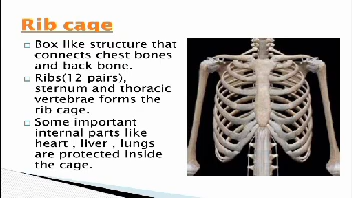 Rib cage
Box like structure that
connects chest bones
and back bone.
Ribs(12 pairs),
sternum and thoracic
vertebrae forms the
rib cage.
Some important
internal parts like
heart , liver , lungs
are protected inside
the cage.